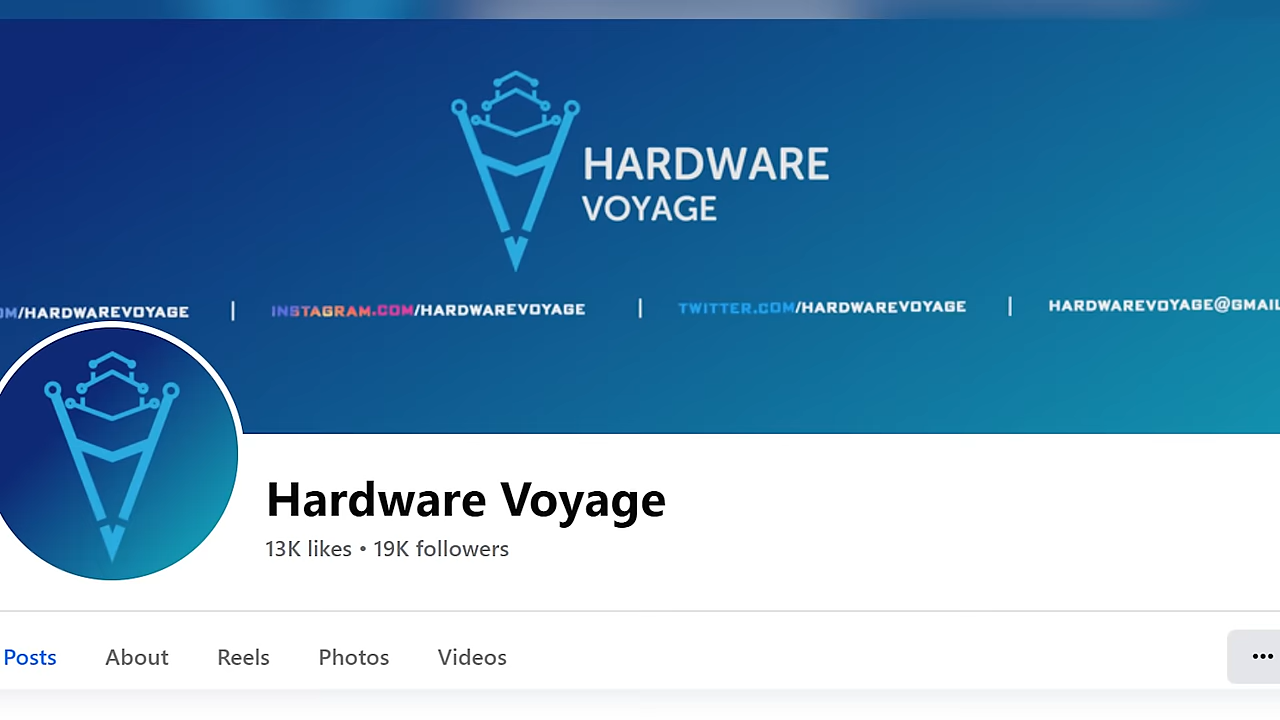 HARDWARE
VOYAGE
OM/HARDWAREVOYAGE | INSTAGRAM.COM/HARDWAREVOYAGE | TWITTER.COM/HARDWAREVOYAGE | HARDWAREVOYAGE@GMAIL
Hardware Voyage
13K likes • 19K followers
Posts About Reels Photos Videos